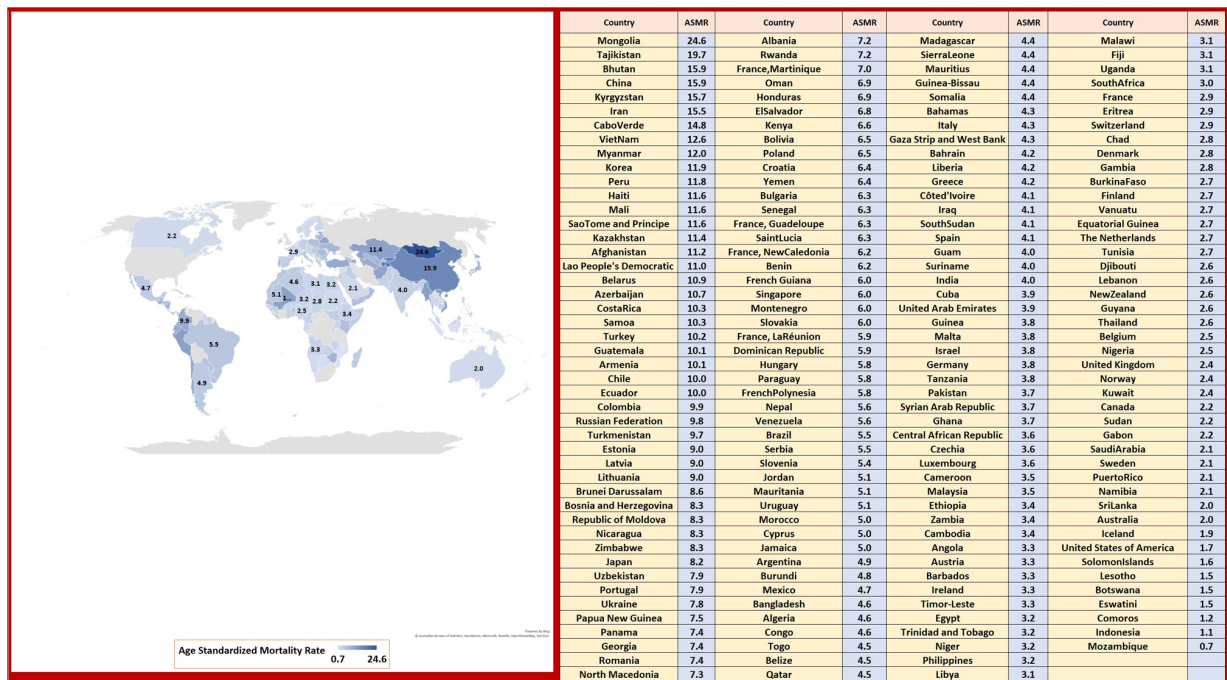 2.2
2.9
11.4
24.6
15.9
4.7
4.6
3.1
3.2
2.1
5.1
1...
3.2
2.8
2.2
4.0
2.5
3.4
9.9
5.5
3.3
4.9
2.0
Powered by Bing
Age Standardized Mortality Rate
0.7 24.6
Country ASMR Country ASMR Country ASMR Country ASMR
Mongolia 24.6 Albania 7.2 Madagascar 4.4 Malawi 3.1
Tajikistan 19.7 Rwanda 7.2 SierraLeone 4.4 Fiji 3.1
Bhutan 15.9 France,Martinique 7.0 Mauritius 4.4 Uganda 3.1
China 15.9 Oman 6.9 Guinea-Bissau 4.4 SouthAfrica 3.0
Kyrgyzstan 15.7 Honduras 6.9 Somalia 4.4 France 2.9
Iran 15.5 ElSalvador 6.8 Bahamas 4.3 Eritrea 2.9
CaboVerde 14.8 Kenya 6.6 Italy 4.3 Switzerland 2.9
VietNam 12.6 Bolivia 6.5 Gaza Strip and West Bank 4.3 Chad 2.8
Myanmar 12.0 Poland 6.5 Bahrain 4.2 Denmark 2.8
Korea 11.9 Croatia 6.4 Liberia 4.2 Gambia 2.8
Peru 11.8 Yemen 6.4 Greece 4.2 BurkinaFaso 2.7
Haiti 11.6 Bulgaria 6.3 Côted'Ivoire 4.1 Finland 2.7
Mali 11.6 Senegal 6.3 Iraq 4.1 Vanuatu 2.7
SaoTome and Principe 11.6 France, Guadeloupe 6.3 SouthSudan 4.1 Equatorial Guinea 2.7
Kazakhstan 11.4 SaintLucia 6.3 Spain 4.1 The Netherlands 2.7
Afghanistan 11.2 France, NewCaledonia 6.2 Guam 4.0 Tunisia 2.7
Lao People's Democratic 11.0 Benin 6.2 Suriname 4.0 Djibouti 2.6
Belarus 10.9 French Guiana 6.0 India 4.0 Lebanon 2.6
Azerbaijan 10.7 Singapore 6.0 Cuba 3.9 NewZealand 2.6
CostaRica 10.3 Montenegro 6.0 United Arab Emirates 3.9 Guyana 2.6
Samoa 10.3 Slovakia 6.0 Guinea 3.8 Thailand 2.6
Turkey 10.2 France, LaRéunion 5.9 Malta 3.8 Belgium 2.5
Guatemala 10.1 Dominican Republic 5.9 Israel 3.8 Nigeria 2.5
Armenia 10.1 Hungary 5.8 Germany 3.8 United Kingdom 2.4
Chile 10.0 Paraguay 5.8 Tanzania 3.8 Norway 2.4
Ecuador 10.0 FrenchPolynesia 5.8 Pakistan 3.7 Kuwait 2.4
Colombia 9.9 Nepal 5.6 Syrian Arab Republic 3.7 Canada 2.2
Russian Federation 9.8 Venezuela 5.6 Ghana 3.7 Sudan 2.2
Turkmenistan 9.7 Brazil 5.5 Central African Republic 3.6 Gabon 2.2
Estonia 9.0 Serbia 5.5 Czechia 3.6 SaudiArabia 2.1
Latvia 9.0 Slovenia 5.4 Luxembourg 3.6 Sweden 2.1
Lithuania 9.0 Jordan 5.1 Cameroon 3.5 PuertoRico 2.1
Brunei Darussalam 8.6 Mauritania 5.1 Malaysia 3.5 Namibia 2.1
Bosnia and Herzegovina 8.3 Uruguay 5.1 Ethiopia 3.4 SriLanka 2.0
Republic of Moldova 8.3 Morocco 5.0 Zambia 3.4 Australia 2.0
Nicaragua 8.3 Cyprus 5.0 Cambodia 3.4 Iceland 1.9
Zimbabwe 8.3 Jamaica 5.0 Angola 3.3 United States of America 1.7
Japan 8.2 Argentina 4.9 Austria 3.3 SolomonIslands 1.6
Uzbekistan 7.9 Burundi 4.8 Barbados 3.3 Lesotho 1.5
Portugal 7.9 Mexico 4.7 Ireland 3.3 Botswana 1.5
Ukraine 7.8 Bangladesh 4.6 Timor-Leste 3.3 Eswatini 1.5
Papua New Guinea 7.5 Algeria 4.6 Egypt 3.2 Comoros 1.2
Panama 7.4 Congo 4.6 Trinidad and Tobago 3.2 Indonesia 1.1
Georgia 7.4 Togo 4.5 Niger 3.2 Mozambique 0.7
Romania 7.4 Belize 4.5 Philippines 3.2
North Macedonia 7.3 Qatar 4.5 Libya 3.1